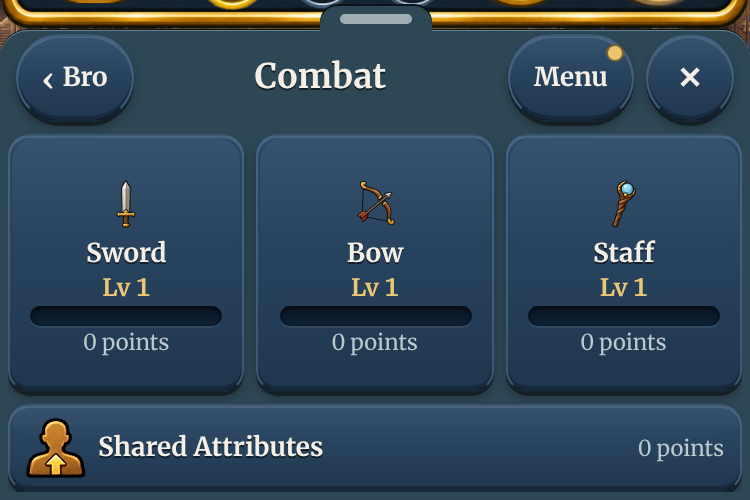 ‹ Bro
Combat
Menu
×
Sword
Lv 1
0 points
Bow
Lv 1
0 points
Staff
Lv 1
0 points
Shared Attributes
0 points